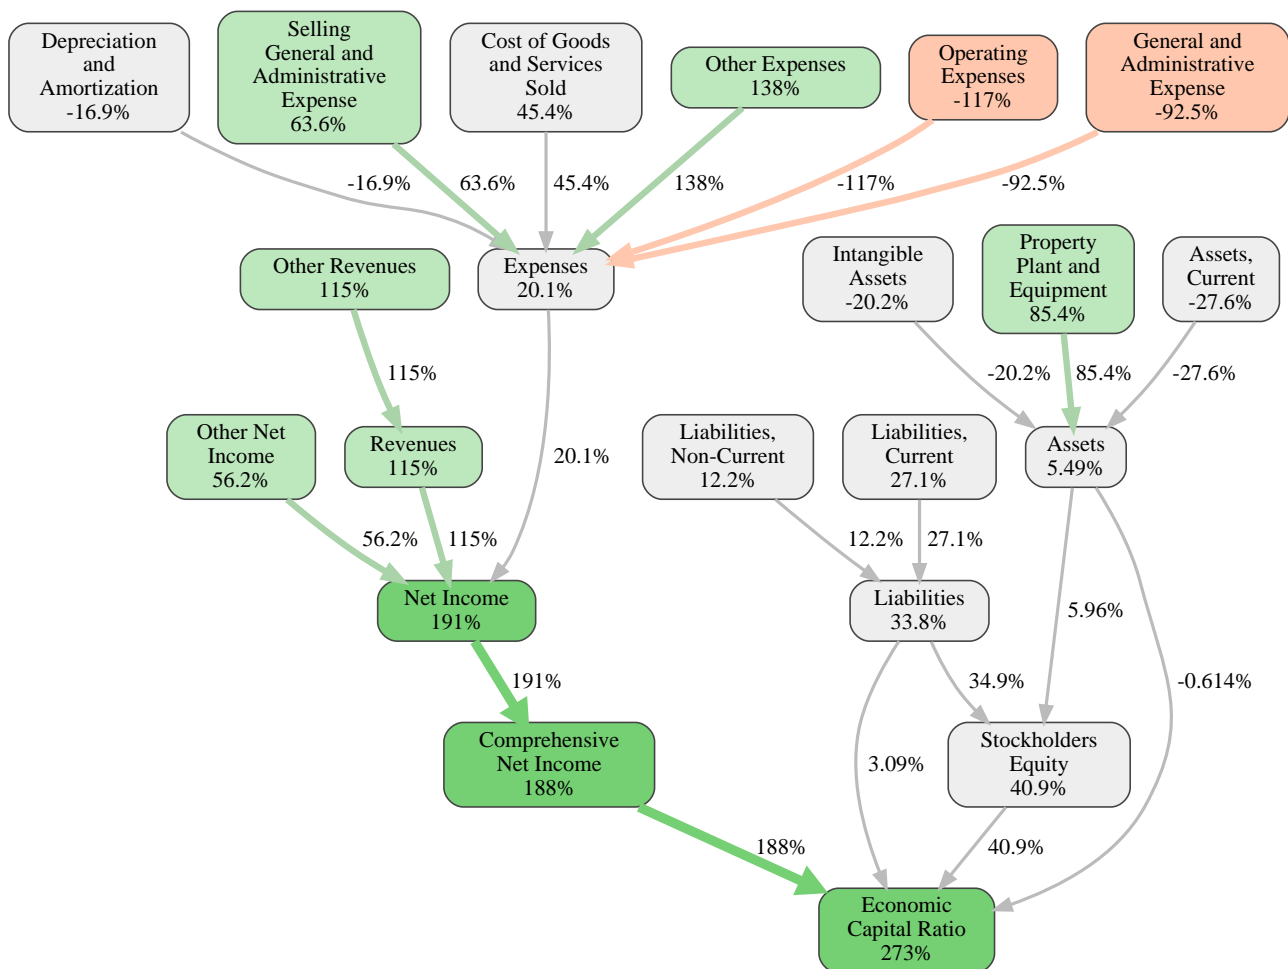 Depreciation
and
Amortization
-16.9%
Selling
General and
Administrative
Expense
63.6%
Cost of Goods
and Services
Sold
45.4%
Other Expenses
138%
Operating
Expenses
-117%
General and
Administrative
Expense
-92.5%
-16.9%
63.6%
45.4%
138%
-117%
-92.5%
Other Revenues
115%
Expenses
20.1%
Intangible
Assets
-20.2%
Property
Plant and
Equipment
85.4%
Assets,
Current
-27.6%
115%
-20.2%
85.4%
-27.6%
Other Net
Income
56.2%
Revenues
115%
20.1%
Liabilities,
Non-Current
12.2%
Liabilities,
Current
27.1%
Assets
5.49%
56.2%
115%
12.2%
27.1%
Net Income
191%
Liabilities
33.8%
5.96%
191%
34.9%
-0.614%
Comprehensive
Net Income
188%
3.09%
Stockholders
Equity
40.9%
188%
40.9%
Economic
Capital Ratio
273%